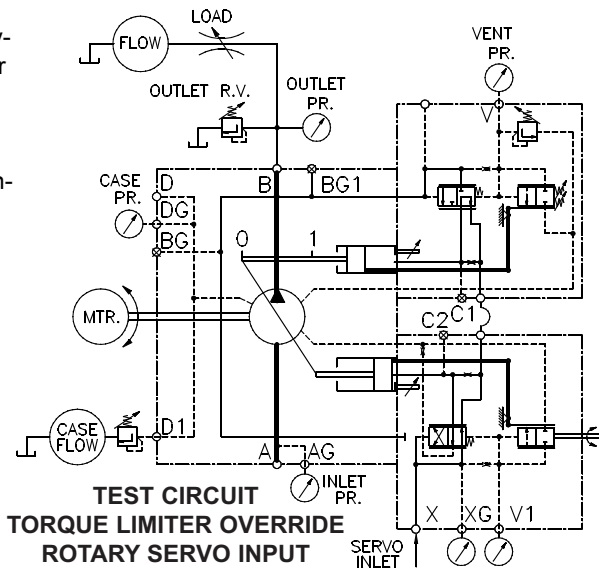 y-
r
n-
LOAD
FLOW
VENT
PR.
OUTLET R.V.
OUTLET
PR.
V
CASE
PR.
D
DG
BG
B
BG1
0
1
MTR.
C2
C1
CASE
FLOW
D1
A
AG
INLET
PR.
TEST CIRCUIT
TORQUE LIMITER OVERRIDE
ROTARY SERVO INPUT
X
XG
V1
SERVO
INLET